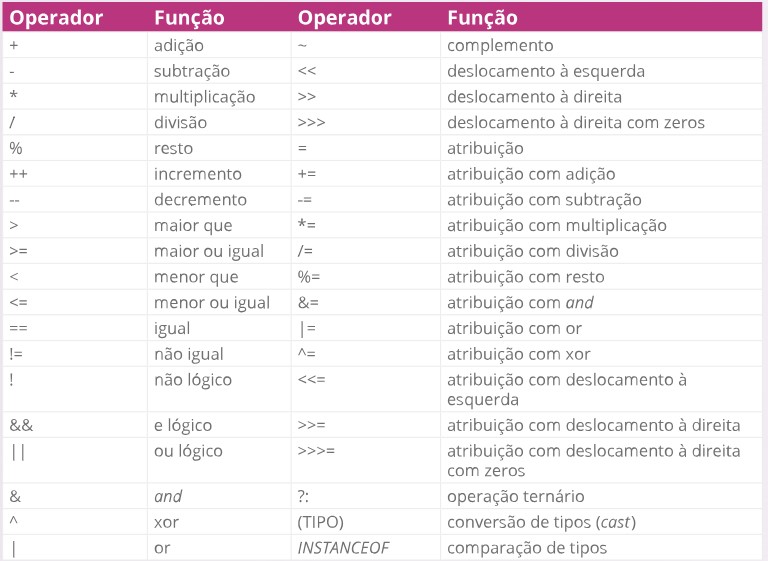 Operador Função Operador Função
+ adição ~ complemento
- subtração << deslocamento à esquerda
* multiplicação >> deslocamento à direita
/ divisão >>> deslocamento à direita com zeros
% resto = atribuição
++ incremento += atribuição com adição
-- decremento -= atribuição com subtração
> maior que *= atribuição com multiplicação
>= maior ou igual /= atribuição com divisão
< menor que %= atribuição com resto
<= menor ou igual &= atribuição com and
== igual |= atribuição com or
!= não igual ^= atribuição com xor
! não lógico <<= atribuição com deslocamento à
esquerda
&& e lógico >>= atribuição com deslocamento à direita
|| ou lógico >>>= atribuição com deslocamento à direita
com zeros
& and ?: operação ternário
^ xor (TIPO) conversão de tipos (cast)
| or INSTANCEOF comparação de tipos